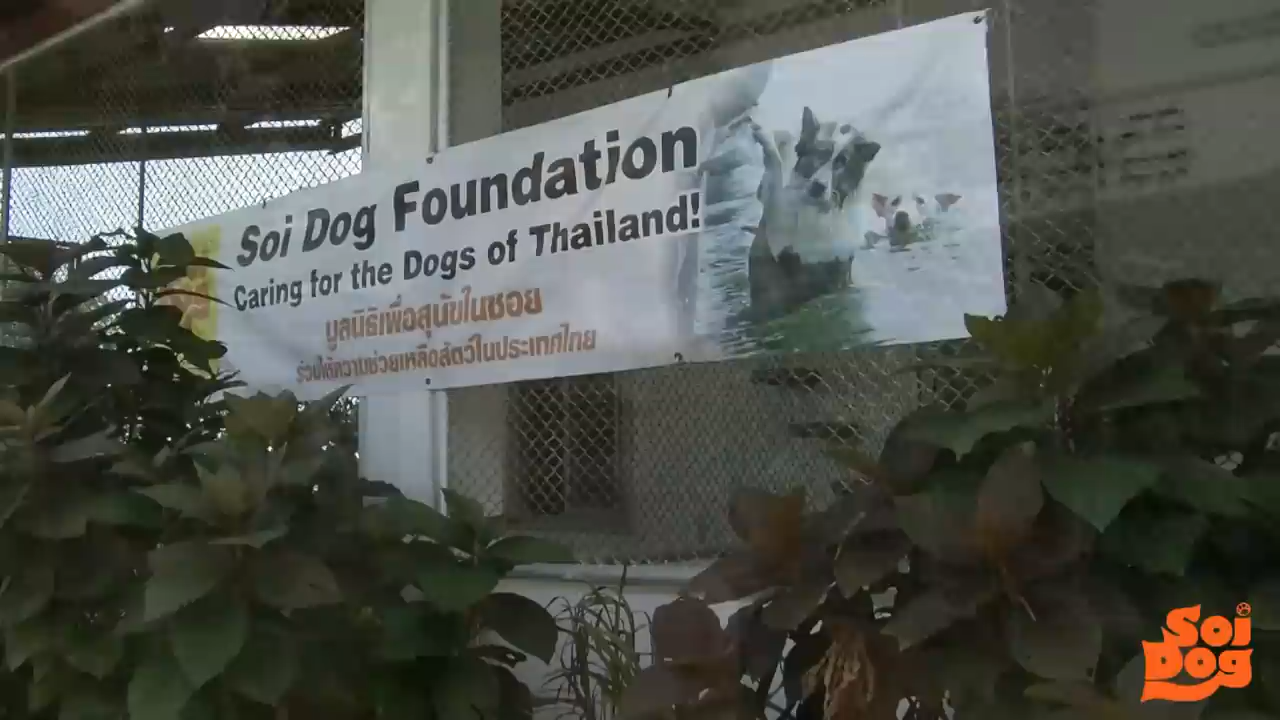 Soi Dog Foundation
Caring for the Dogs of Thailand!
มูลนิธิเพื่อสุนัขในซอย
ร่วมให้ความช่วยเหลือสัตว์ในประเทศไทย
Soi
Dog